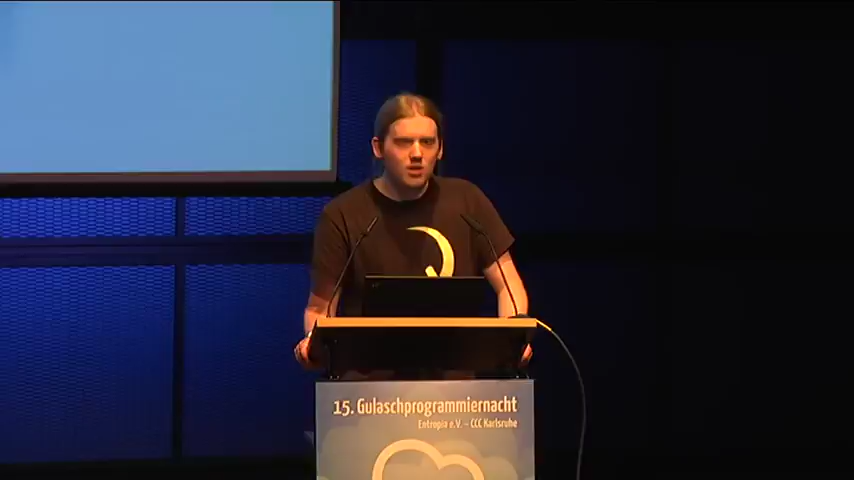 15. Gulaschprogrammiernacht
Entropia e.V. – CCC Karlsruhe